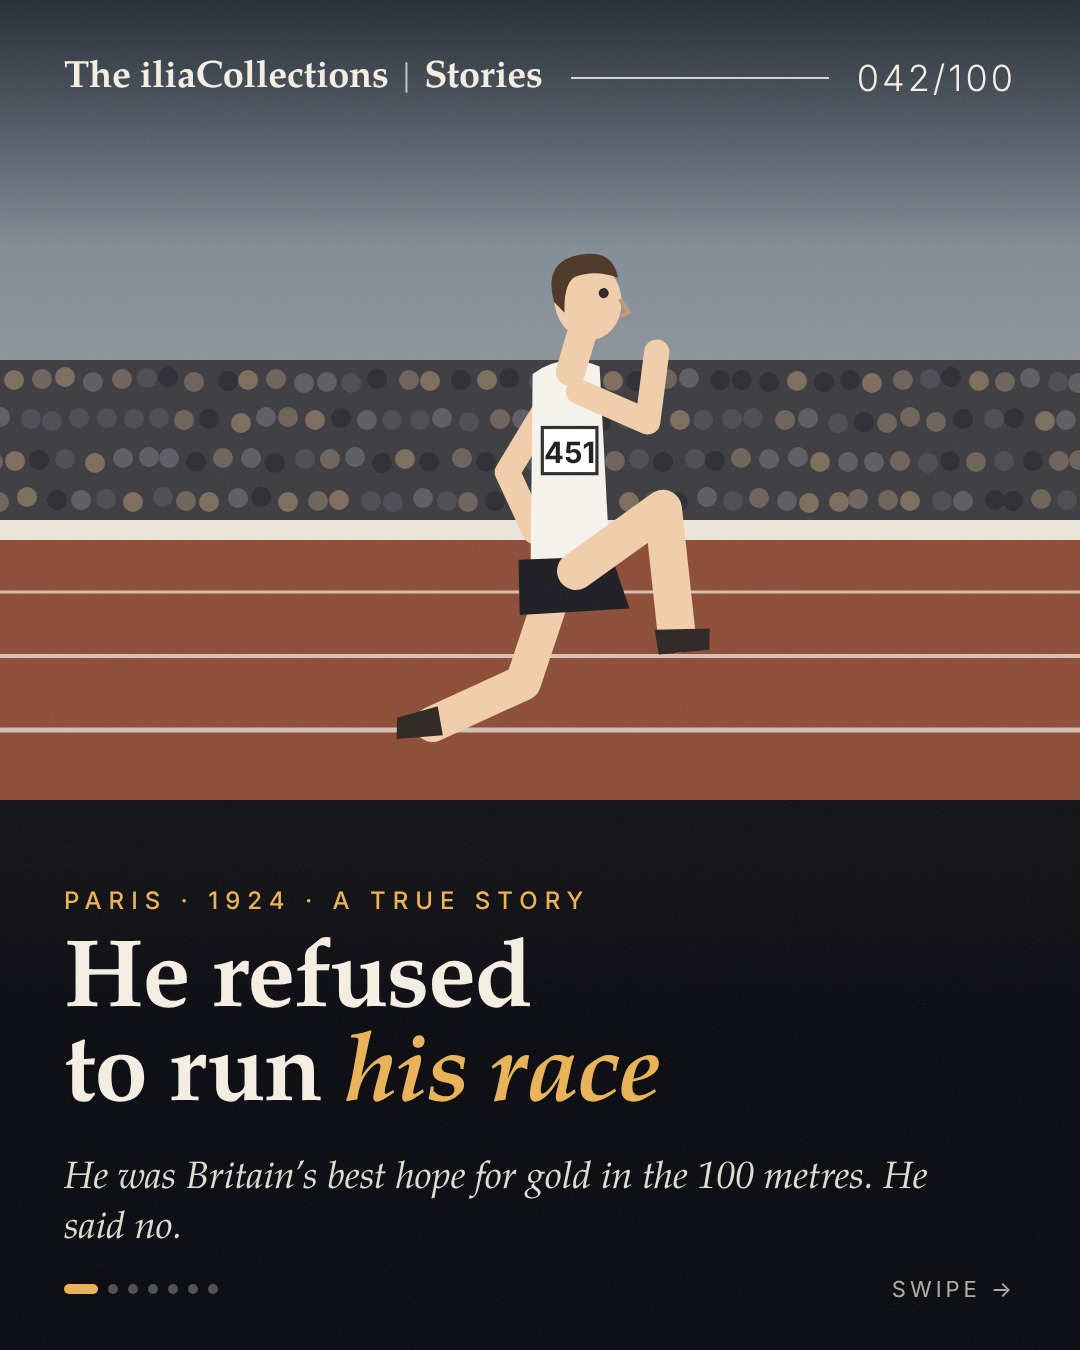 The iliaCollections | Stories 042/100
451
PARIS · 1924 · A TRUE STORY
He refused
to run his race
He was Britain’s best hope for gold in the 100 metres. He
said no.
SWIPE →